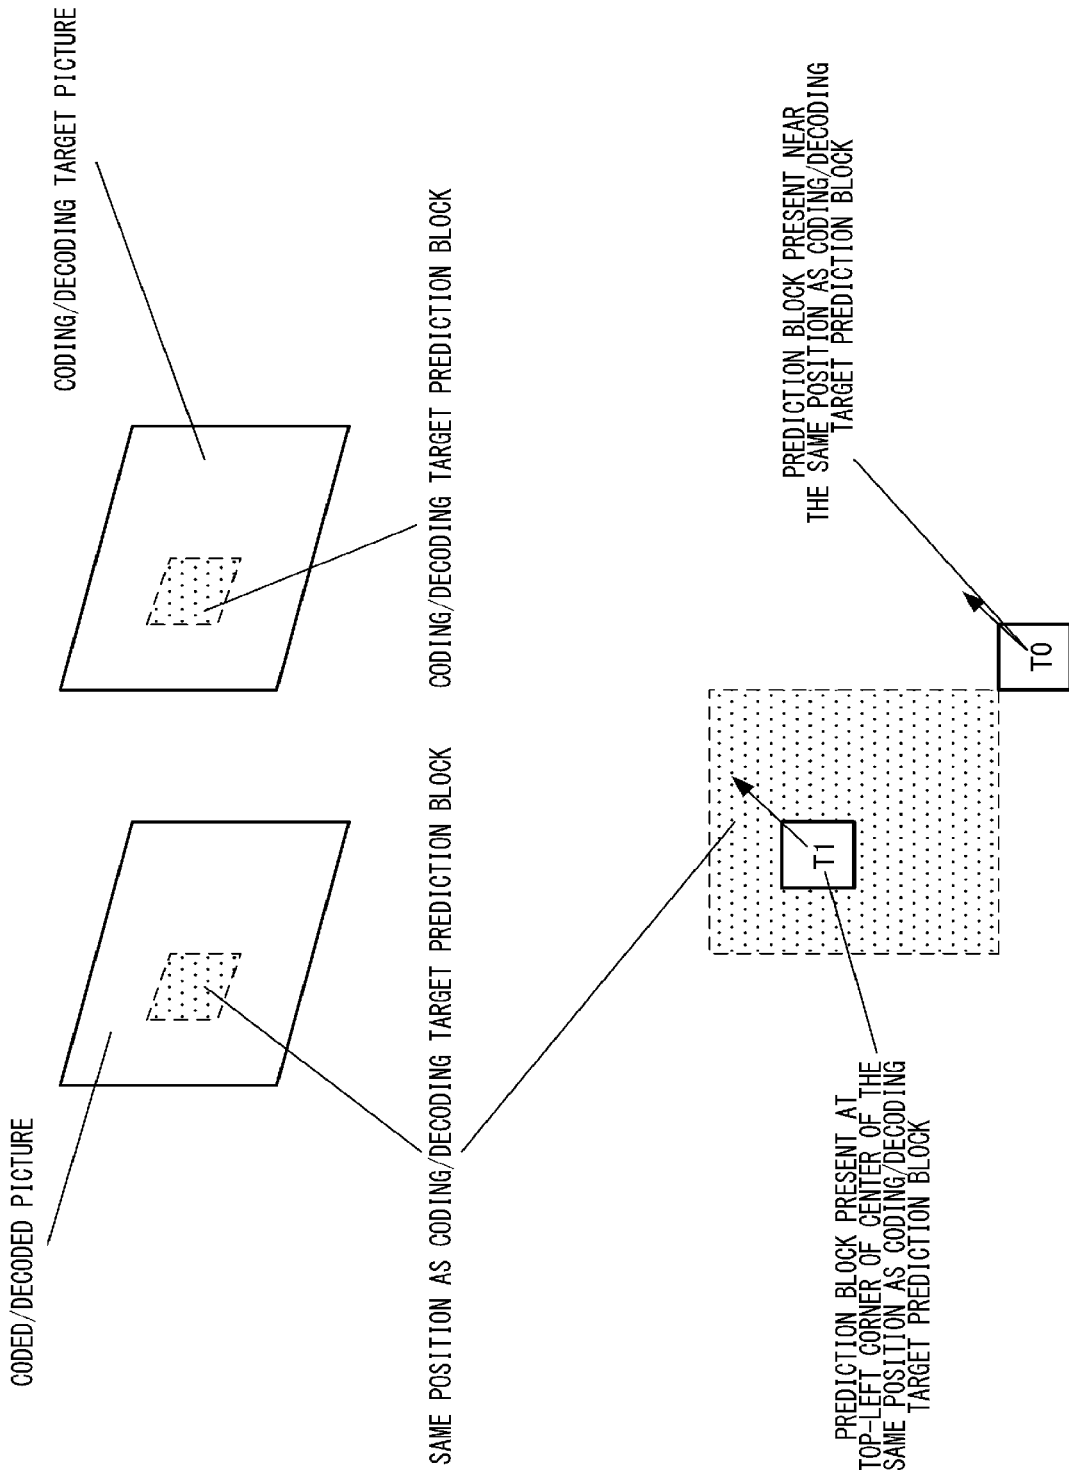 CODED/DECODED PICTURE
CODING/DECODING TARGET PICTURE
SAME POSITION AS CODING/DECODING TARGET PREDICTION BLOCK
CODING/DECODING TARGET PREDICTION BLOCK
PREDICTION BLOCK PRESENT NEAR
THE SAME POSITION AS CODING/DECODING
TARGET PREDICTION BLOCK
T1
PREDICTION BLOCK PRESENT AT
TOP-LEFT CORNER OF CENTER OF THE
SAME POSITION AS CODING/DECODING
TARGET PREDICTION BLOCK
T0